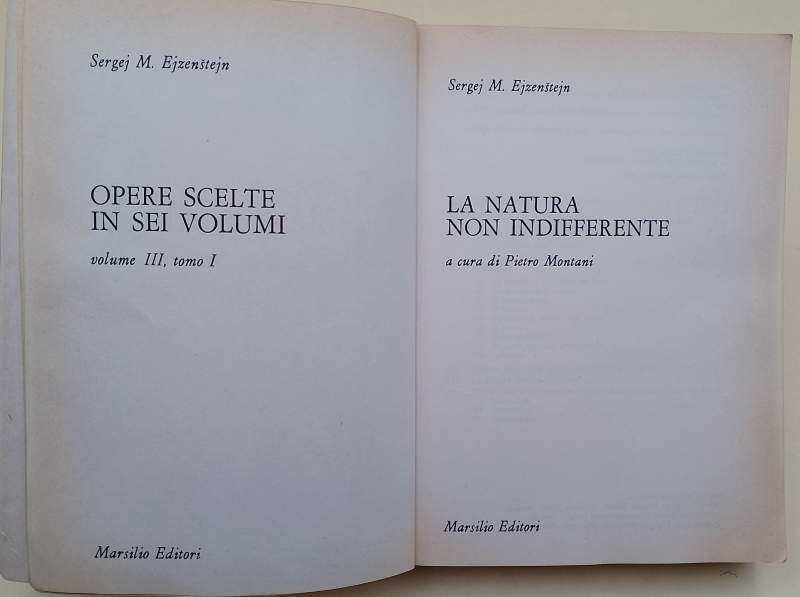 Sergej M. Ejzenštejn
OPERE SCELTE
IN SEI VOLUMI
volume III, tomo I
Marsilio Editori
Sergej M. Ejzenštejn
LA NATURA
NON INDIFFERENTE
a cura di Pietro Montani
Marsilio Editori